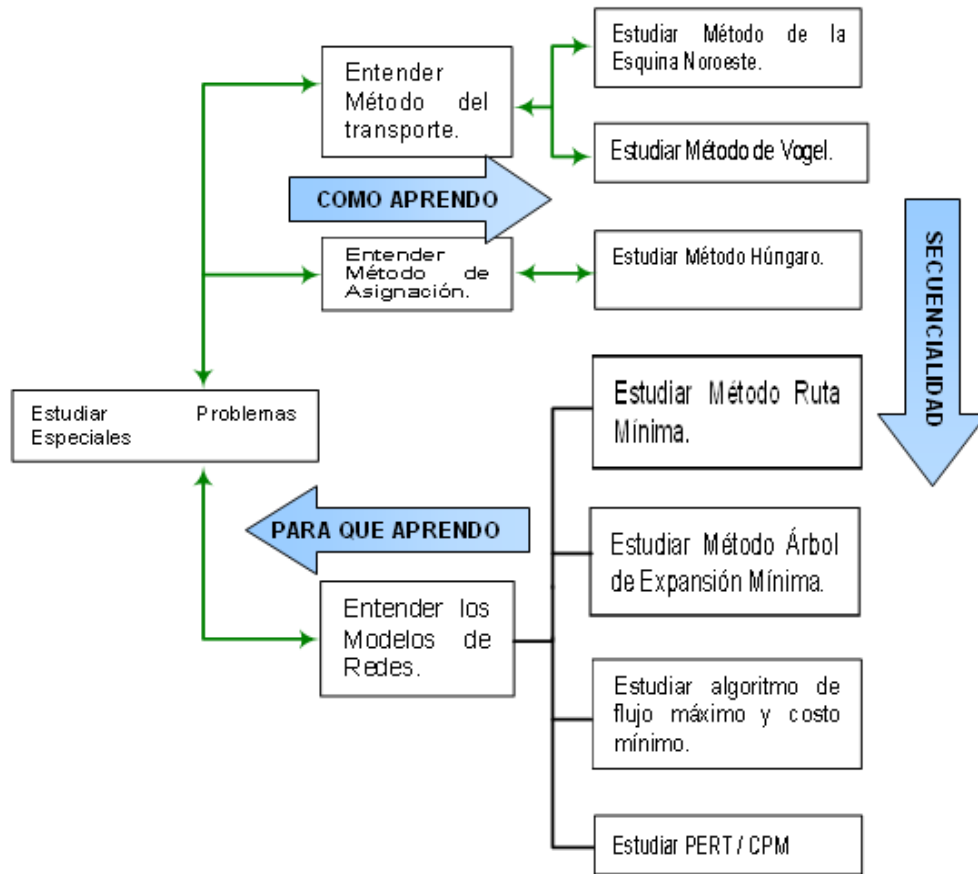 Estudiar Método de la
Esquina Noroeste.
Entender
Método del
transporte.
Estudiar Método de Vogel.
COMO APRENDO
Entender
Método de
Asignación.
Estudiar Método Húngaro.
SECUENCIALIDAD
Estudiar Método Ruta
Mínima.
Estudiar Problemas
Especiales
PARA QUE APRENDO
Estudiar Método Árbol
de Expansión Mínima.
Entender los
Modelos de
Redes.
Estudiar algoritmo de
flujo máximo y costo
mínimo.
Estudiar PERT / CPM